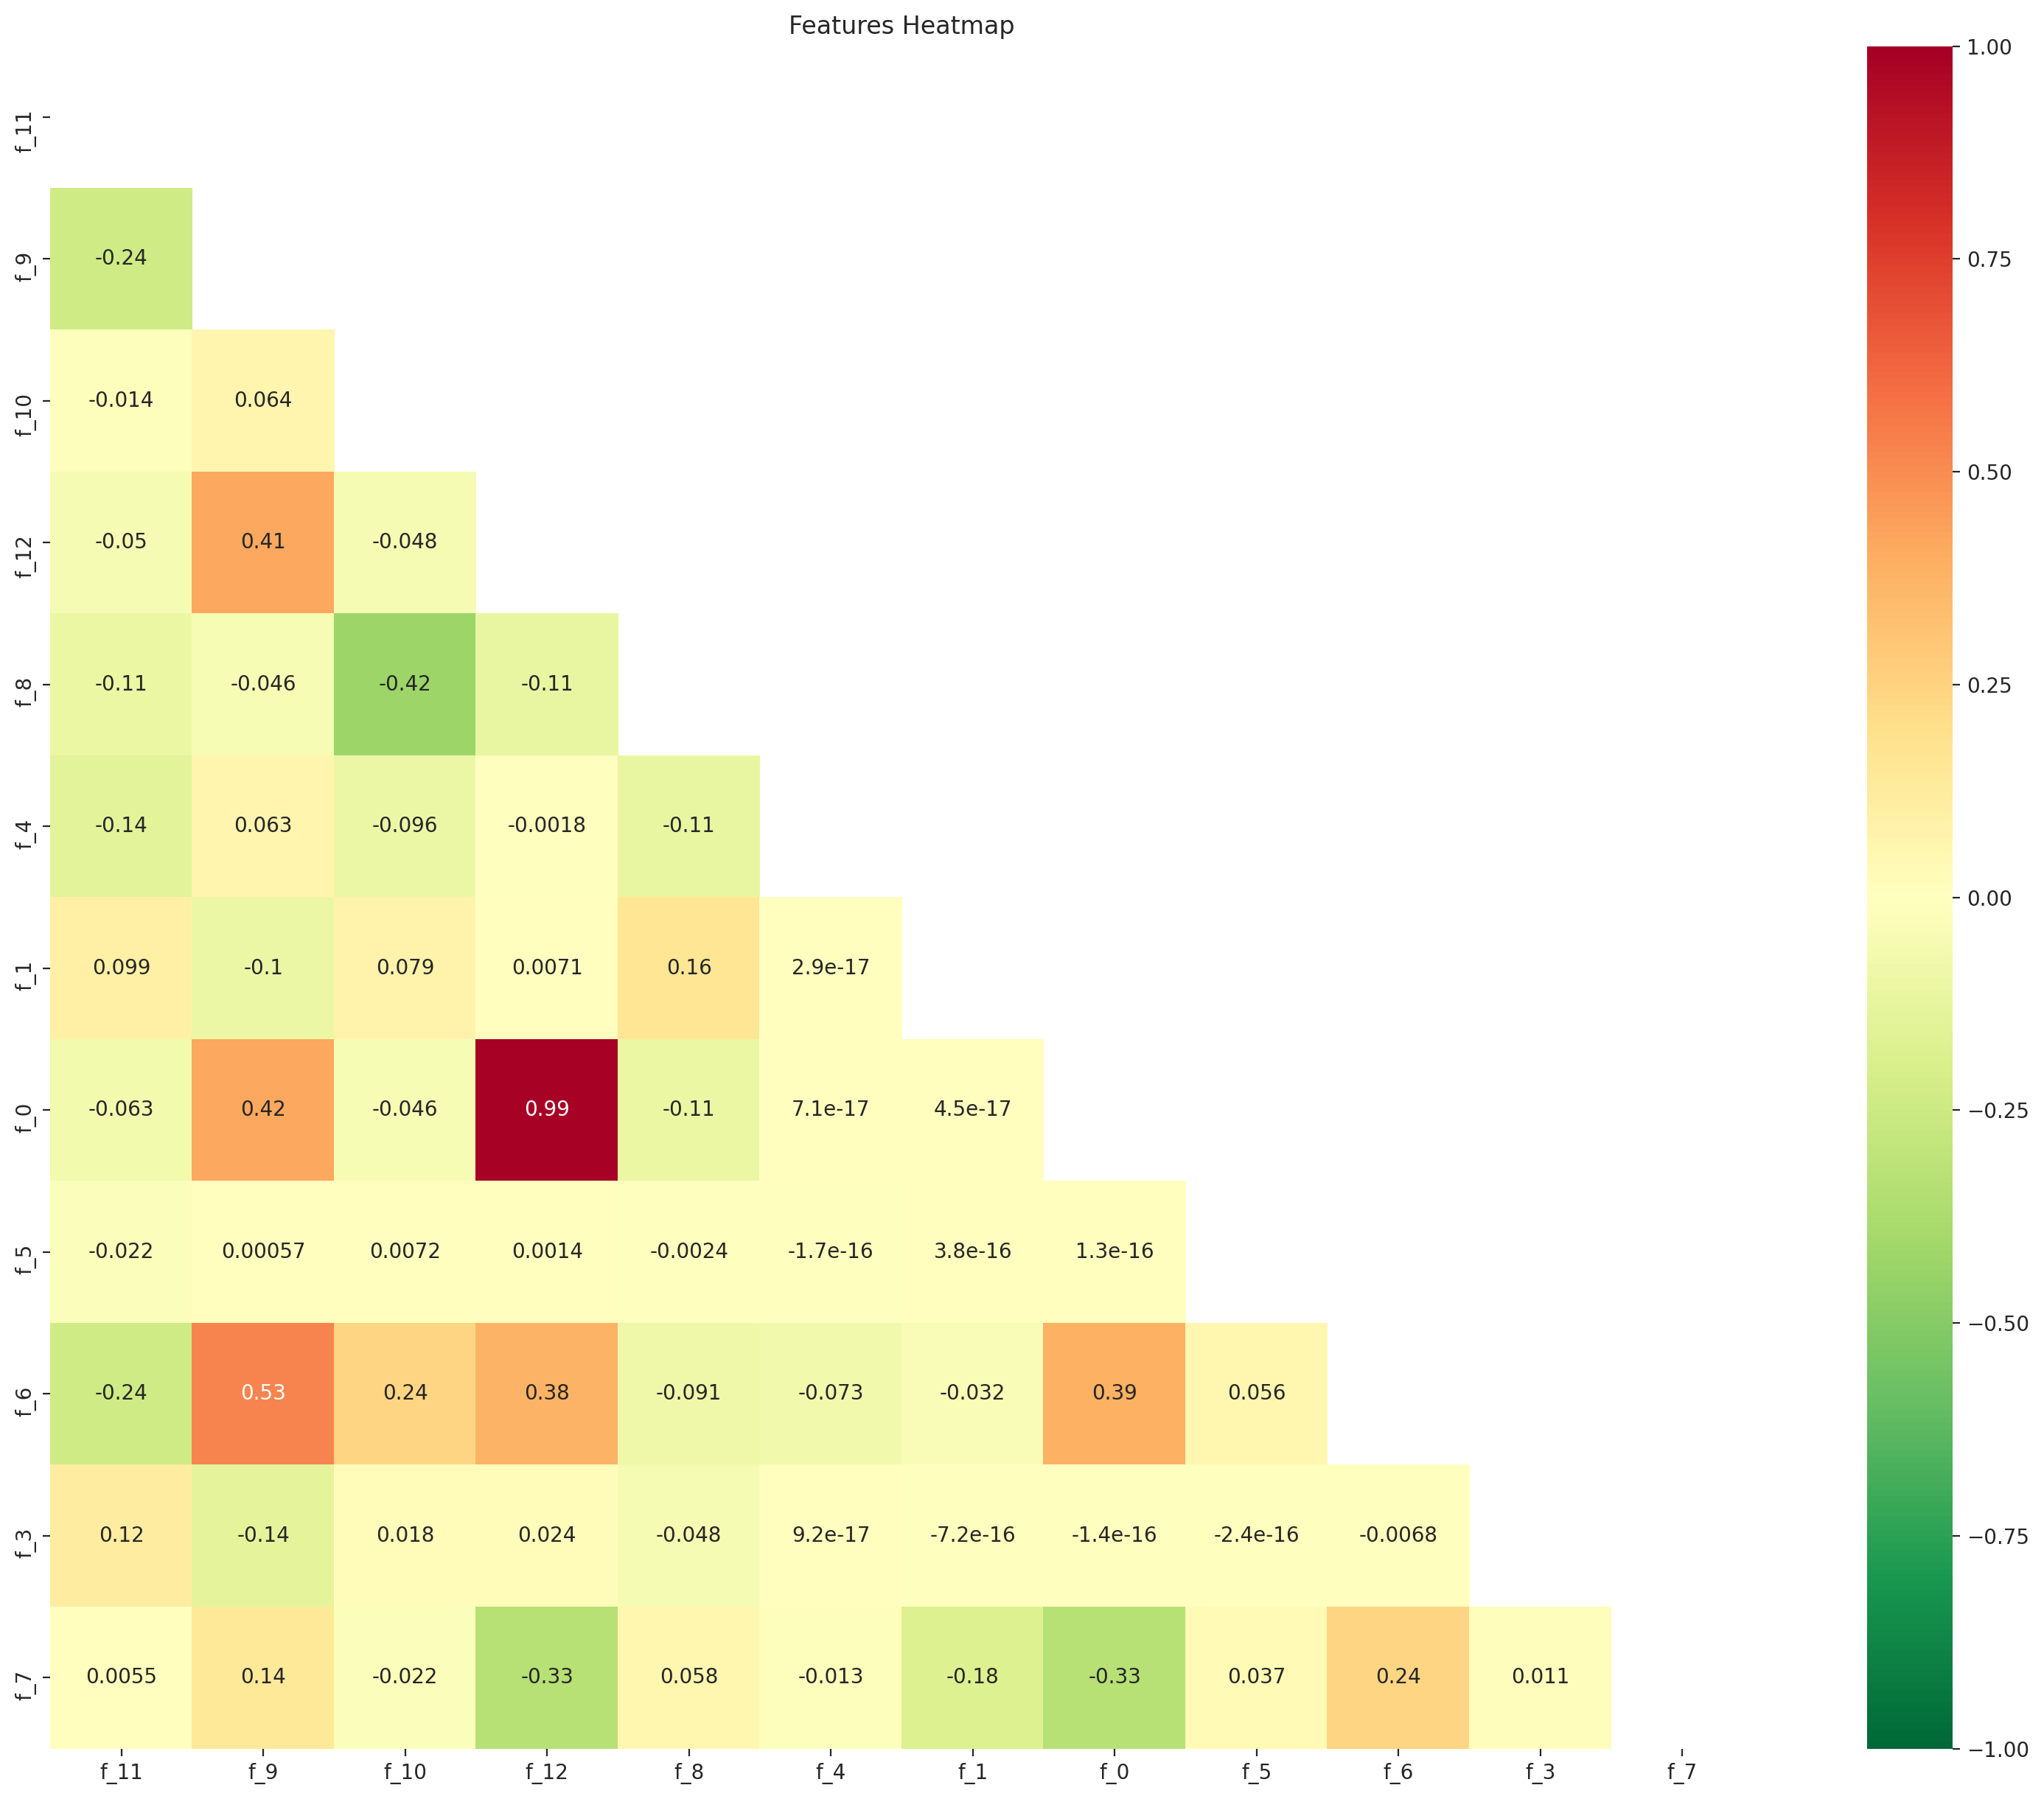 Features Heatmap
1.00
f_11
f_9 -0.24
0.75
f_10 -0.014 0.064
0.50
f_12 -0.05 0.41 -0.048
f_8 -0.11 -0.046 -0.42 -0.11
0.25
f_4 -0.14 0.063 -0.096 -0.0018 -0.11
0.00
f_1 0.099 -0.1 0.079 0.0071 0.16 2.9e-17
f_0 -0.063 0.42 -0.046 0.99 -0.11 7.1e-17 4.5e-17
−0.25
f_5 -0.022 0.00057 0.0072 0.0014 -0.0024 -1.7e-16 3.8e-16 1.3e-16
−0.50
f_6 -0.24 0.53 0.24 0.38 -0.091 -0.073 -0.032 0.39 0.056
f_3 0.12 -0.14 0.018 0.024 -0.048 9.2e-17 -7.2e-16 -1.4e-16 -2.4e-16 -0.0068
−0.75
f_7 0.0055 0.14 -0.022 -0.33 0.058 -0.013 -0.18 -0.33 0.037 0.24 0.011
−1.00
f_11 f_9 f_10 f_12 f_8 f_4 f_1 f_0 f_5 f_6 f_3 f_7